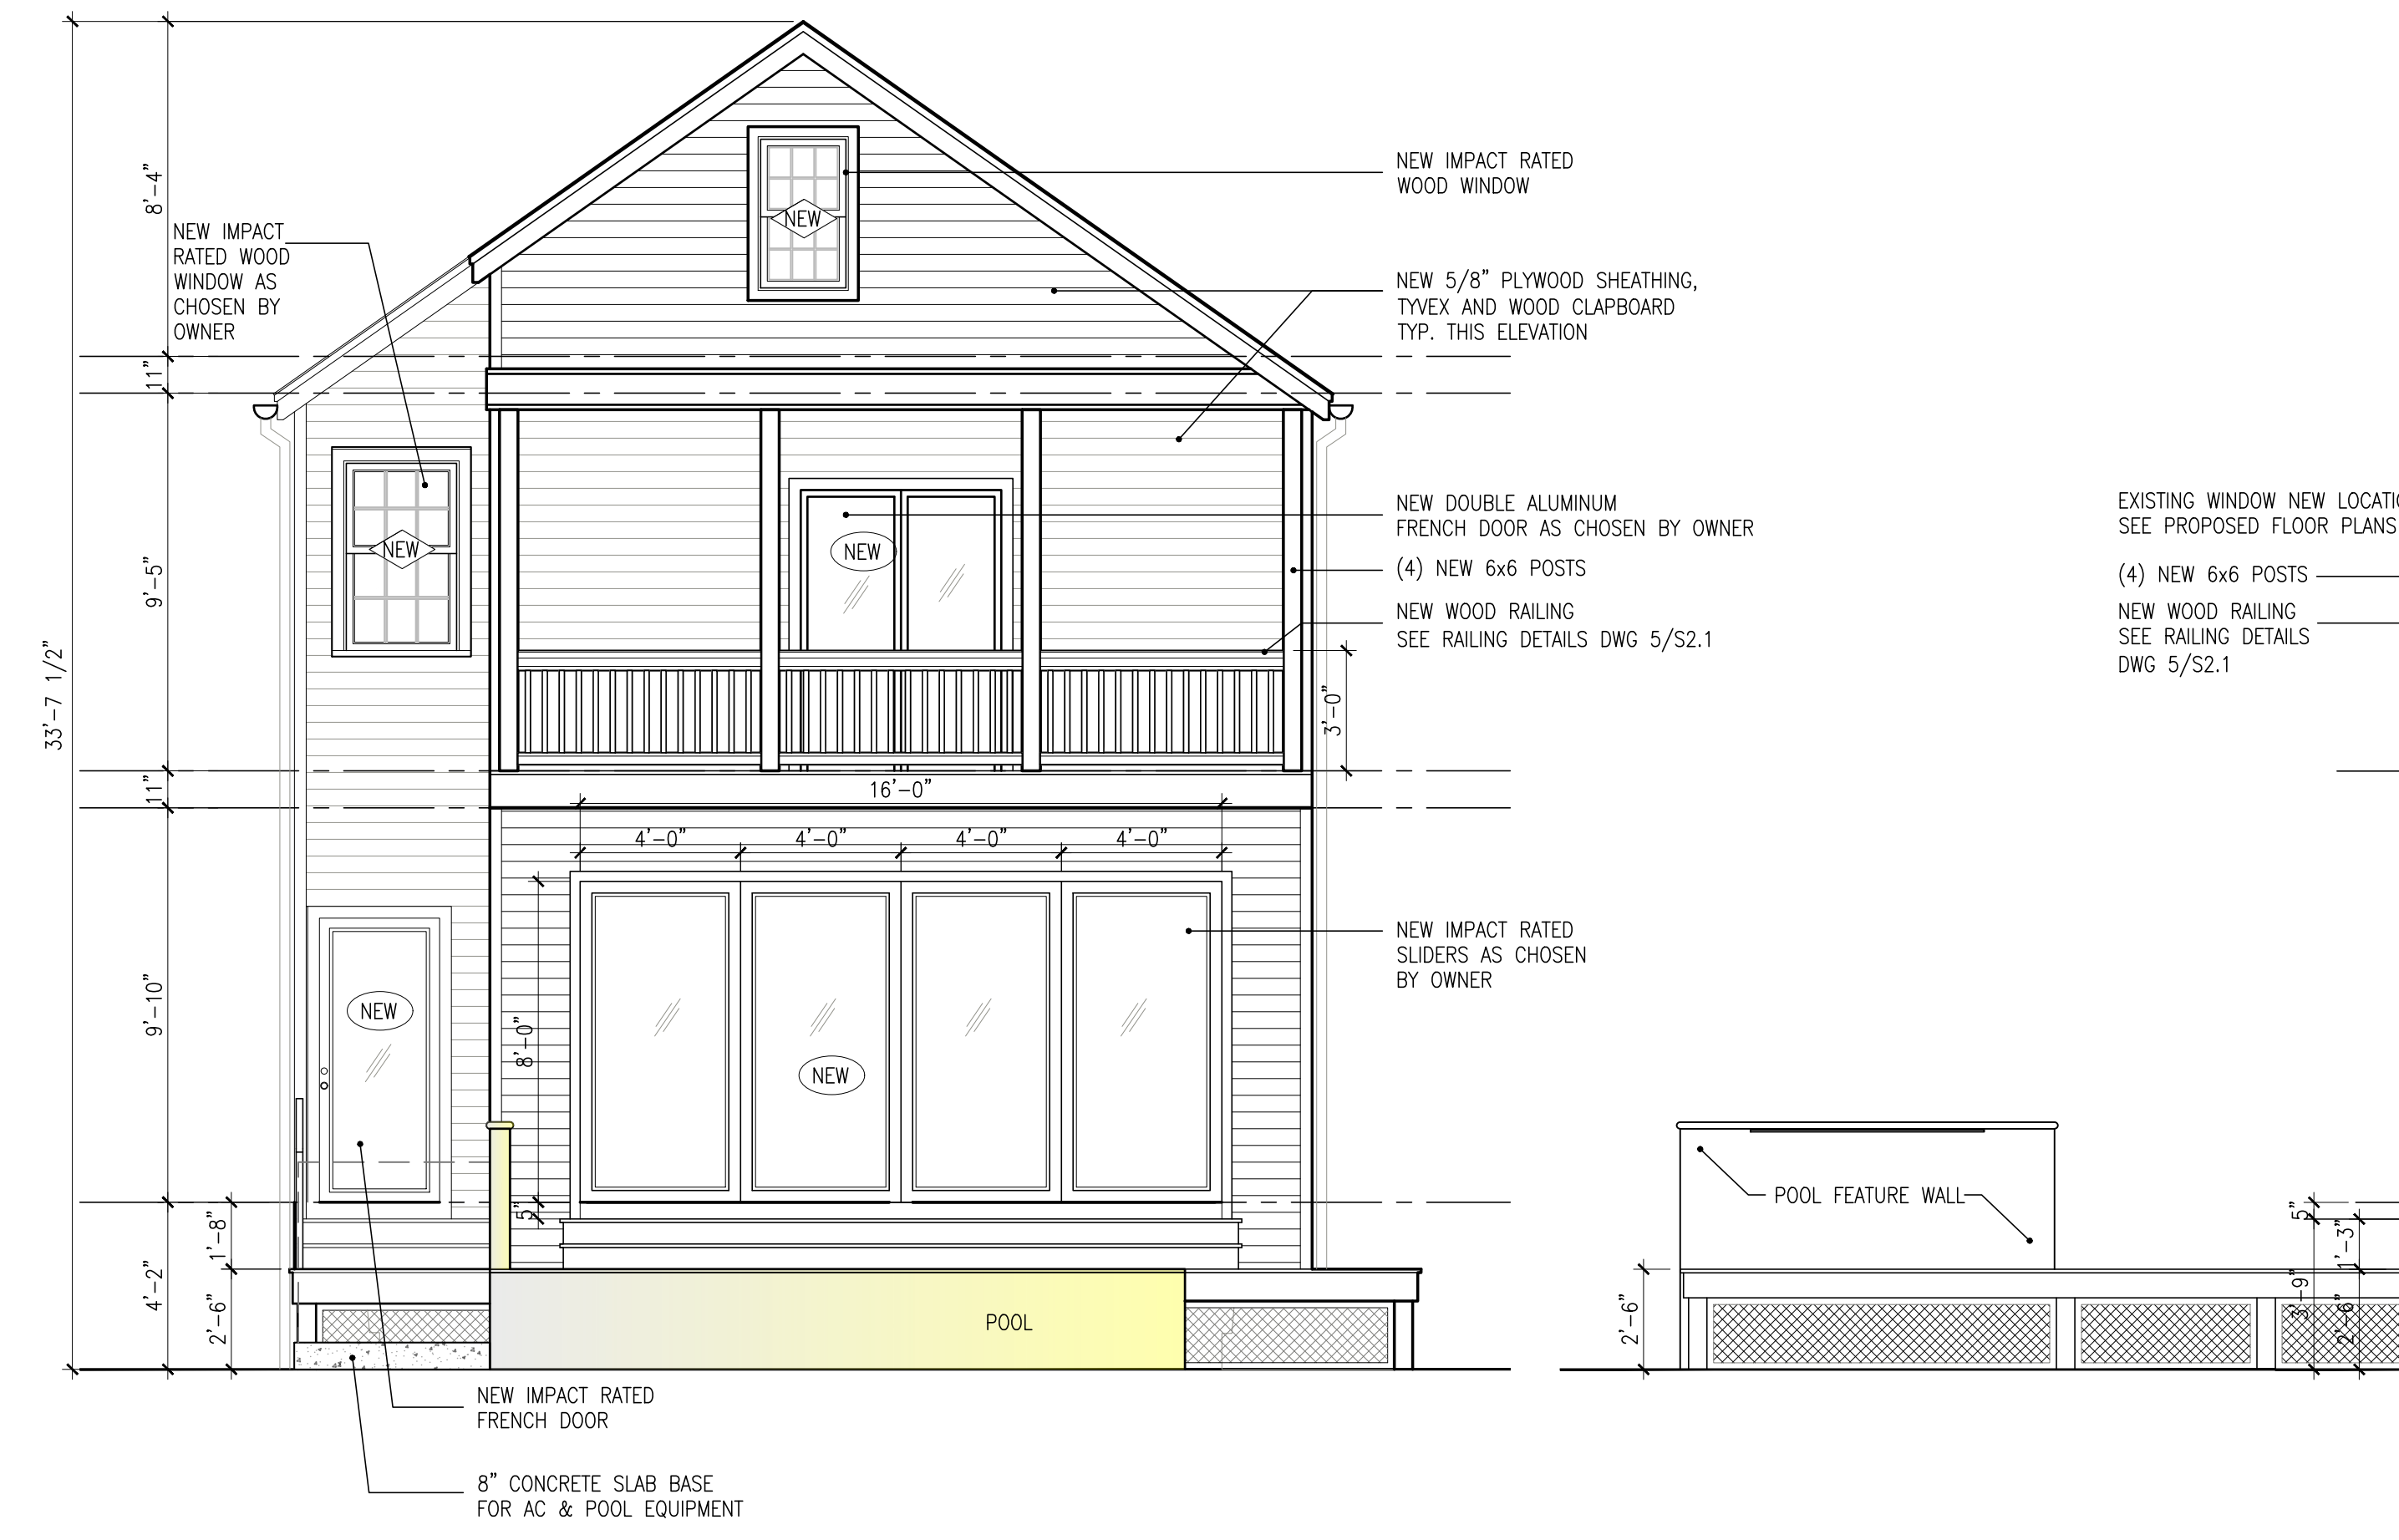 8'-4"
NEW IMPACT
RATED WOOD
WINDOW AS
CHOSEN BY
OWNER
11"
9'-5"
33'-7 1/2"
11"
9'-10"
1'-8"
4'-2"
2'-6"
NEW
NEW
NEW
NEW
NEW
NEW IMPACT RATED
WOOD WINDOW
NEW 5/8" PLYWOOD SHEATHING,
TYVEX AND WOOD CLAPBOARD
TYP. THIS ELEVATION
NEW DOUBLE ALUMINUM
FRENCH DOOR AS CHOSEN BY OWNER
(4) NEW 6x6 POSTS
NEW WOOD RAILING
SEE RAILING DETAILS DWG 5/S2.1
3'-0"
16'-0"
4'-0" 4'-0" 4'-0" 4'-0"
8'-0"
5"
NEW IMPACT RATED
SLIDERS AS CHOSEN
BY OWNER
POOL
NEW IMPACT RATED
FRENCH DOOR
8" CONCRETE SLAB BASE
FOR AC & POOL EQUIPMENT
EXISTING WINDOW NEW LOCATIO
SEE PROPOSED FLOOR PLANS
(4) NEW 6x6 POSTS
NEW WOOD RAILING
SEE RAILING DETAILS
DWG 5/S2.1
POOL FEATURE WALL
2'-6"
5"
1'-3"
3'-9"
2'-6"